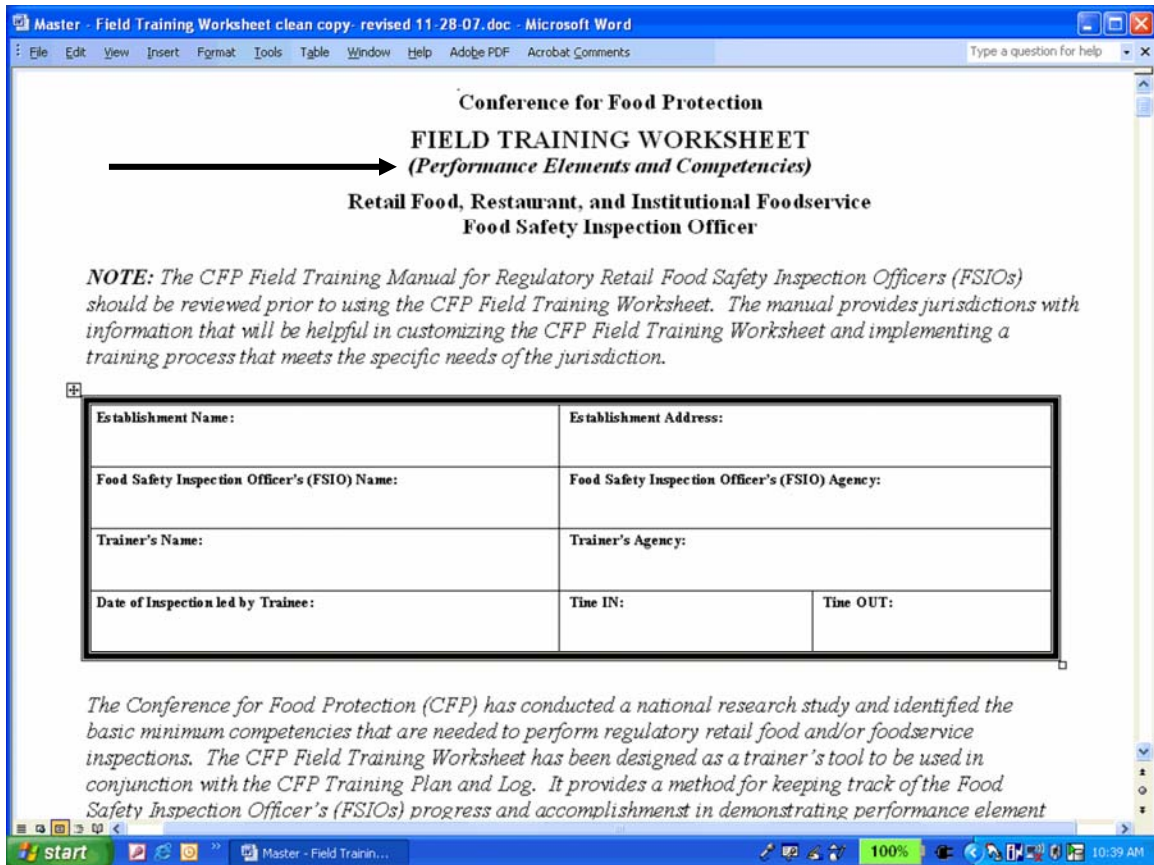 Master - Field Training Worksheet clean copy- revised 11-28-07.doc - Microsoft Word
File Edit View Insert Format Tools Table Window Help Adobe PDF Acrobat Comments Type a question for help
Conference for Food Protection
FIELD TRAINING WORKSHEET
(Performance Elements and Competencies)
Retail Food, Restaurant, and Institutional Foodservice
Food Safety Inspection Officer
NOTE: The CFP Field Training Manual for Regulatory Retail Food Safety Inspection Officers (FSIOs)
should be reviewed prior to using the CFP Field Training Worksheet. The manual provides jurisdictions with
information that will be helpful in customizing the CFP Field Training Worksheet and implementing a
training process that meets the specific needs of the jurisdiction.
Establishment Name: Establishment Address:
Food Safety Inspection Officer's (FSIO) Name: Food Safety Inspection Officer's (FSIO) Agency:
Trainer's Name: Trainer's Agency:
Date of Inspection led by Trainee: Time IN: Time OUT:
The Conference for Food Protection (CFP) has conducted a national research study and identified the
basic minimum competencies that are needed to perform regulatory retail food and/or foodservice
inspections. The CFP Field Training Worksheet has been designed as a trainer's tool to be used in
conjunction with the CFP Training Plan and Log. It provides a method for keeping track of the Food
Safety Inspection Officer's (FSIOs) progress and accomplishmenst in demonstrating performance element
start Master - Field Trainin... 100% 10:39 AM